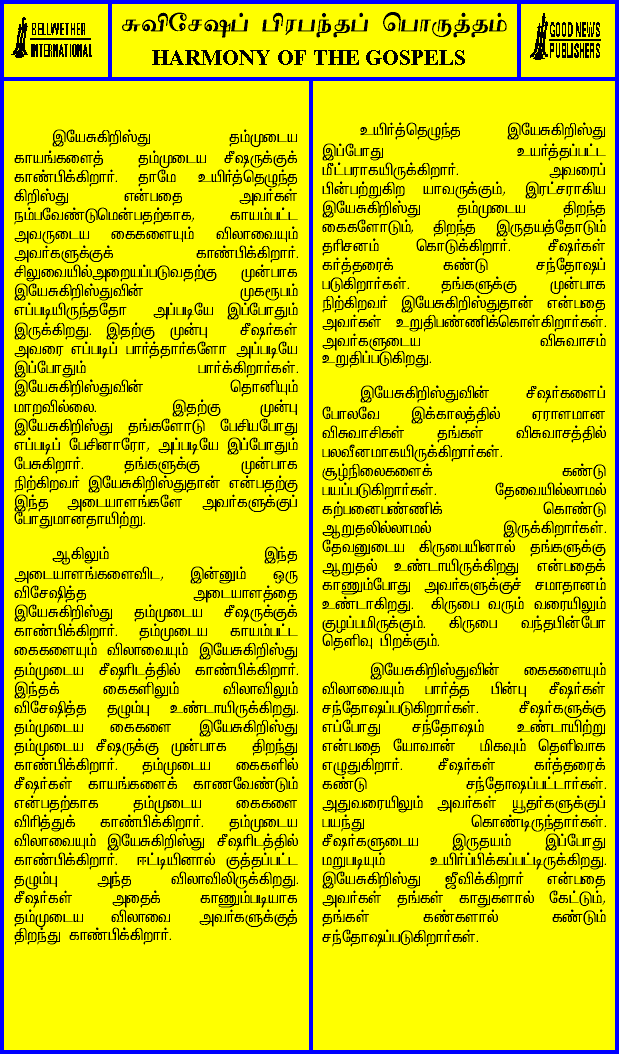 BELLWETHER
INTERNATIONAL
சுவிசேஷப் பிரபந்தப் பொருத்தம்
HARMONY OF THE GOSPELS
GOOD NEWS
PUBLISHERS
இயேசுகிறிஸ்து தம்முடைய
காயங்களைத் தம்முடைய சீஷருக்குக்
காண்பிக்கிறார். தாமே உயிர்த்தெழுந்த
கிறிஸ்து என்பதை அவர்கள்
நம்பவேண்டுமென்பதற்காக, காயம்பட்ட
அவருடைய கைகளையும் விலாவையும்
அவர்களுக்குக் காண்பிக்கிறார்.
சிலுவையில்அறையப்படுவதற்கு முன்பாக
இயேசுகிறிஸ்துவின் முகரூபம்
எப்படியிருந்ததோ அப்படியே இப்போதும்
இருக்கிறது. இதற்கு முன்பு சீஷர்கள்
அவரை எப்படிப் பார்த்தார்களோ அப்படியே
இப்போதும் பார்க்கிறார்கள்.
இயேசுகிறிஸ்துவின் தொனியும்
மாறவில்லை. இதற்கு முன்பு
இயேசுகிறிஸ்து தங்களோடு பேசியபோது
எப்படிப் பேசினாரோ, அப்படியே இப்போதும்
பேசுகிறார். தங்களுக்கு முன்பாக
நிற்கிறவர் இயேசுகிறிஸ்துதான் என்பதற்கு
இந்த அடையாளங்களே அவர்களுக்குப்
போதுமானதாயிற்று.
ஆகிலும் இந்த
அடையாளங்களைவிட, இன்னும் ஒரு
விசேஷித்த அடையாளத்தை
இயேசுகிறிஸ்து தம்முடைய சீஷருக்குக்
காண்பிக்கிறார். தம்முடைய காயம்பட்ட
கைகளையும் விலாவையும் இயேசுகிறிஸ்து
தம்முடைய சீஷரிடத்தில் காண்பிக்கிறார்.
இந்தக் கைகளிலும் விலாவிலும்
விசேஷித்த தழும்பு உண்டாயிருக்கிறது.
தம்முடைய கைகளை இயேசுகிறிஸ்து
தம்முடைய சீஷருக்கு முன்பாக திறந்து
காண்பிக்கிறார். தம்முடைய கைகளில்
சீஷர்கள் காயங்களைக் காணவேண்டும்
என்பதற்காக தம்முடைய கைகளை
விரித்துக் காண்பிக்கிறார். தம்முடைய
விலாவையும் இயேசுகிறிஸ்து சீஷரிடத்தில்
காண்பிக்கிறார். ஈட்டியினால் குத்தப்பட்ட
தழும்பு அந்த விலாவிலிருக்கிறது.
சீஷர்கள் அதைக் காணும்படியாக
தம்முடைய விலாவை அவர்களுக்குத்
திறந்து காண்பிக்கிறார்.
உயிர்த்தெழுந்த இயேசுகிறிஸ்து
இப்போது உயர்த்தப்பட்ட
மீட்பராகயிருக்கிறார். அவரைப்
பின்பற்றுகிற யாவருக்கும், இரட்சராகிய
இயேசுகிறிஸ்து தம்முடைய திறந்த
கைகளோடும், திறந்த இருதயத்தோடும்
தரிசனம் கொடுக்கிறார். சீஷர்கள்
கர்த்தரைக் கண்டு சந்தோஷப்
படுகிறார்கள். தங்களுக்கு முன்பாக
நிற்கிறவர் இயேசுகிறிஸ்துதான் என்பதை
அவர்கள் உறுதிபண்ணிக்கொள்கிறார்கள்.
அவர்களுடைய விசுவாசம்
உறுதிப்படுகிறது.
இயேசுகிறிஸ்துவின் சீஷர்களைப்
போலவே இக்காலத்தில் ஏராளமான
விசுவாசிகள் தங்கள் விசுவாசத்தில்
பலவீனமாகயிருக்கிறார்கள்.
சூழ்நிலைகளைக் கண்டு
பயப்படுகிறார்கள். தேவையில்லாமல்
கற்பனைபண்ணிக் கொண்டு
ஆறுதலில்லாமல் இருக்கிறார்கள்.
தேவனுடைய கிருபையினால் தங்களுக்கு
ஆறுதல் உண்டாயிருக்கிறது என்பதைக்
காணும்போது அவர்களுக்குச் சமாதானம்
உண்டாகிறது. கிருபை வரும் வரையிலும்
குழப்பமிருக்கும். கிருபை வந்தபின்போ
தெளிவு பிறக்கும்.
இயேசுகிறிஸ்துவின் கைகளையும்
விலாவையும் பார்த்த பின்பு சீஷர்கள்
சந்தோஷப்படுகிறார்கள். சீஷர்களுக்கு
எப்போது சந்தோஷம் உண்டாயிற்று
என்பதை யோவான் மிகவும் தெளிவாக
எழுதுகிறார். சீஷர்கள் கர்த்தரைக்
கண்டு சந்தோஷப்பட்டார்கள்.
அதுவரையிலும் அவர்கள் யூதர்களுக்குப்
பயந்து கொண்டிருந்தார்கள்.
சீஷர்களுடைய இருதயம் இப்போது
மறுபடியும் உயிர்ப்பிக்கப்பட்டிருக்கிறது.
இயேசுகிறிஸ்து ஜீவிக்கிறார் என்பதை
அவர்கள் தங்கள் காதுகளால் கேட்டும்,
தங்கள் கண்களால் கண்டும்
சந்தோஷப்படுகிறார்கள்.